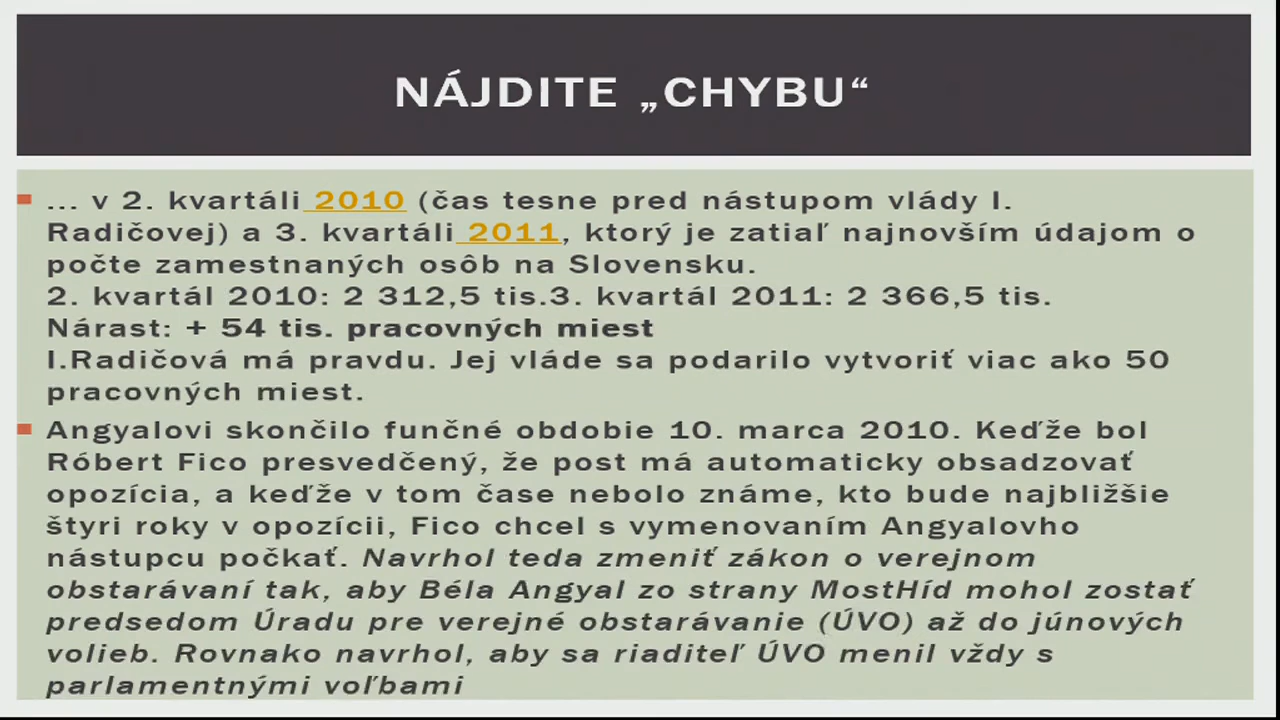 NÁJDITE „CHYBU“
... v 2. kvartáli 2010 (čas tesne pred nástupom vlády I.
Radičovej) a 3. kvartáli 2011, ktorý je zatiaľ najnovším údajom o
počte zamestnaných osôb na Slovensku.
2. kvartál 2010: 2 312,5 tis.3. kvartál 2011: 2 366,5 tis.
Nárast: + 54 tis. pracovných miest
I.Radičová má pravdu. Jej vláde sa podarilo vytvoriť viac ako 50
pracovných miest.
Angyalovi skončilo funčné obdobie 10. marca 2010. Keďže bol
Róbert Fico presvedčený, že post má automaticky obsadzovať
opozícia, a keďže v tom čase nebolo známe, kto bude najbližšie
štyri roky v opozícii, Fico chcel s vymenovaním Angyalovho
nástupcu počkať. Navrhol teda zmeniť zákon o verejnom
obstarávaní tak, aby Béla Angyal zo strany MostHíd mohol zostať
predsedom Úradu pre verejné obstarávanie (ÚVO) až do júnových
volieb. Rovnako navrhol, aby sa riaditeľ ÚVO menil vždy s
parlamentnými voľbami